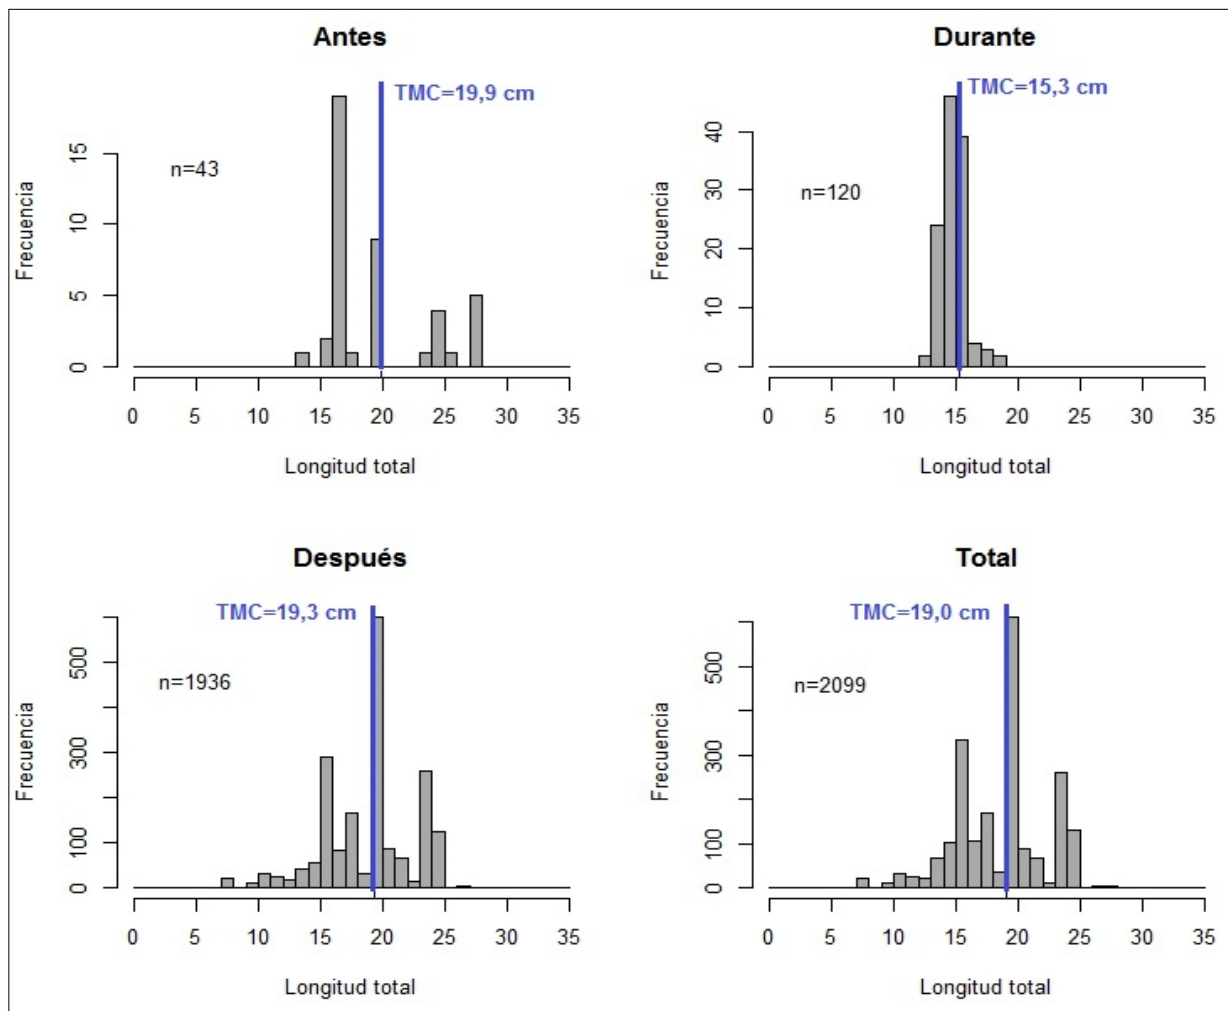 Antes
TMC=19,9 cm
n=43
Frecuencia
0 5 10 15
0 5 10 15 20 25 30 35
Longitud total
Durante
TMC=15,3 cm
n=120
Frecuencia
0 10 20 30 40
0 5 10 15 20 25 30 35
Longitud total
Después
TMC=19,3 cm
n=1936
Frecuencia
0 100 300 500
0 5 10 15 20 25 30 35
Longitud total
Total
TMC=19,0 cm
n=2099
Frecuencia
0 100 300 500
0 5 10 15 20 25 30 35
Longitud total